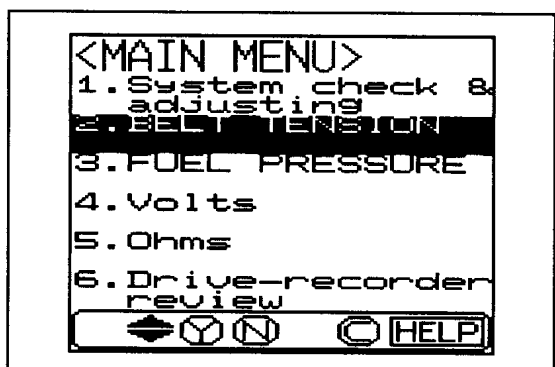 <MAIN MENU>
1.System check &
adjusting
2.BELT TENSION
3.FUEL PRESSURE
4.Volts
5.Ohms
6.Drive-recorder
review
Y N C HELP